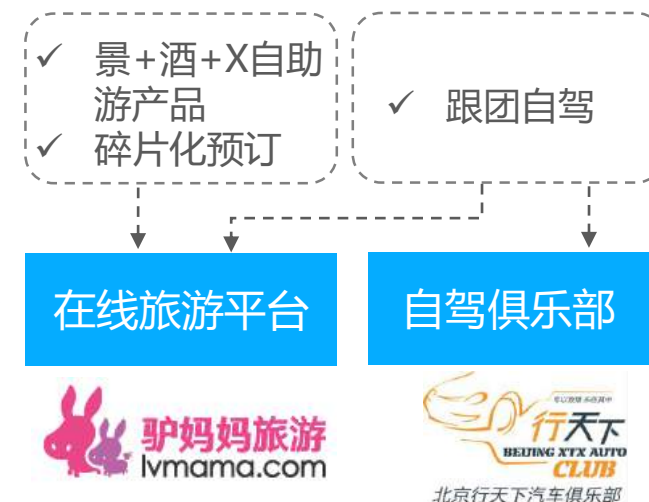 ✓ 景+酒+X自助
游产品
✓ 碎片化预订
✓ 跟团自驾
在线旅游平台
自驾俱乐部
驴妈妈旅游
lvmama.com
行天下
BEIJING XTX AUTO
CLUB
北京行天下汽车俱乐部